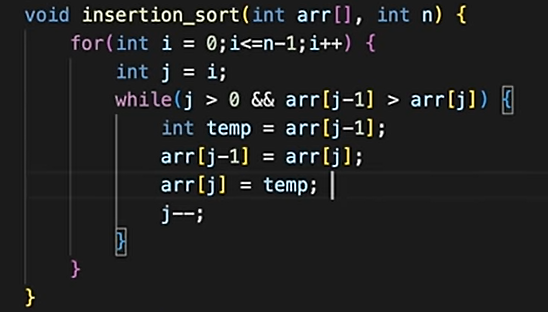 void insertion_sort(int arr[], int n) {
    for(int i = 0;i<=n-1;i++) {
        int j = i;
        while(j > 0 && arr[j-1] > arr[j]) {
            int temp = arr[j-1];
            arr[j-1] = arr[j];
            arr[j] = temp;
            j--;
        }
    }
}